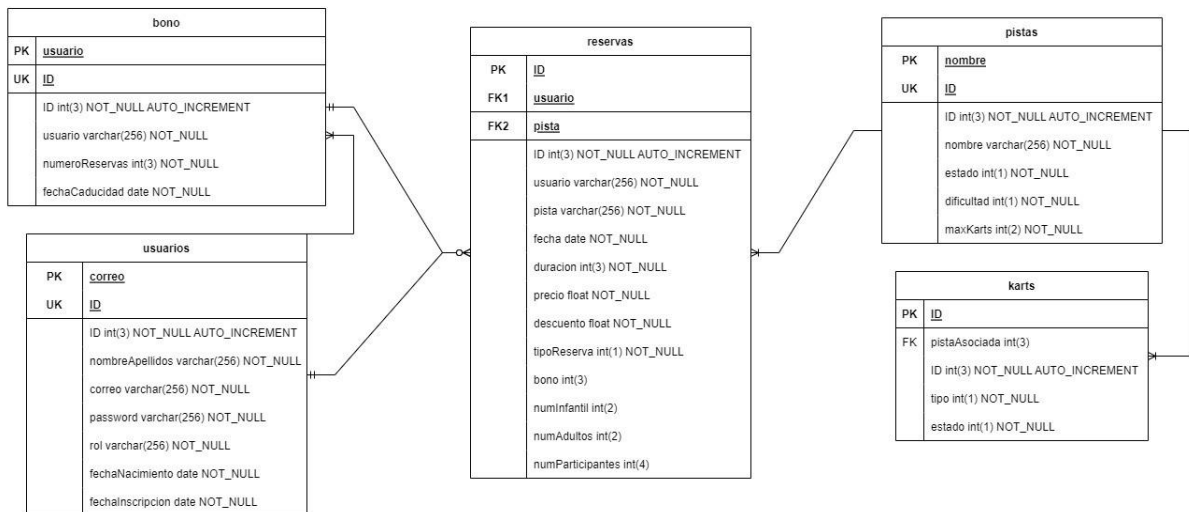 bono
PK usuario
UK ID
ID int(3) NOT_NULL AUTO_INCREMENT
usuario varchar(256) NOT_NULL
numeroReservas int(3) NOT_NULL
fechaCaducidad date NOT_NULL
usuarios
PK correo
UK ID
ID int(3) NOT_NULL AUTO_INCREMENT
nombreApellidos varchar(256) NOT_NULL
correo varchar(256) NOT_NULL
password varchar(256) NOT_NULL
rol varchar(256) NOT_NULL
fechaNacimiento date NOT_NULL
fechaInscripcion date NOT_NULL
reservas
PK ID
FK1 usuario
FK2 pista
ID int(3) NOT_NULL AUTO_INCREMENT
usuario varchar(256) NOT_NULL
pista varchar(256) NOT_NULL
fecha date NOT_NULL
duracion int(3) NOT_NULL
precio float NOT_NULL
descuento float NOT_NULL
tipoReserva int(1) NOT_NULL
bono int(3)
numInfantil int(2)
numAdultos int(2)
numParticipantes int(4)
pistas
PK nombre
UK ID
ID int(3) NOT_NULL AUTO_INCREMENT
nombre varchar(256) NOT_NULL
estado int(1) NOT_NULL
dificultad int(1) NOT_NULL
maxKarts int(2) NOT_NULL
karts
PK ID
FK pistaAsociada int(3)
ID int(3) NOT_NULL AUTO_INCREMENT
tipo int(1) NOT_NULL
estado int(1) NOT_NULL